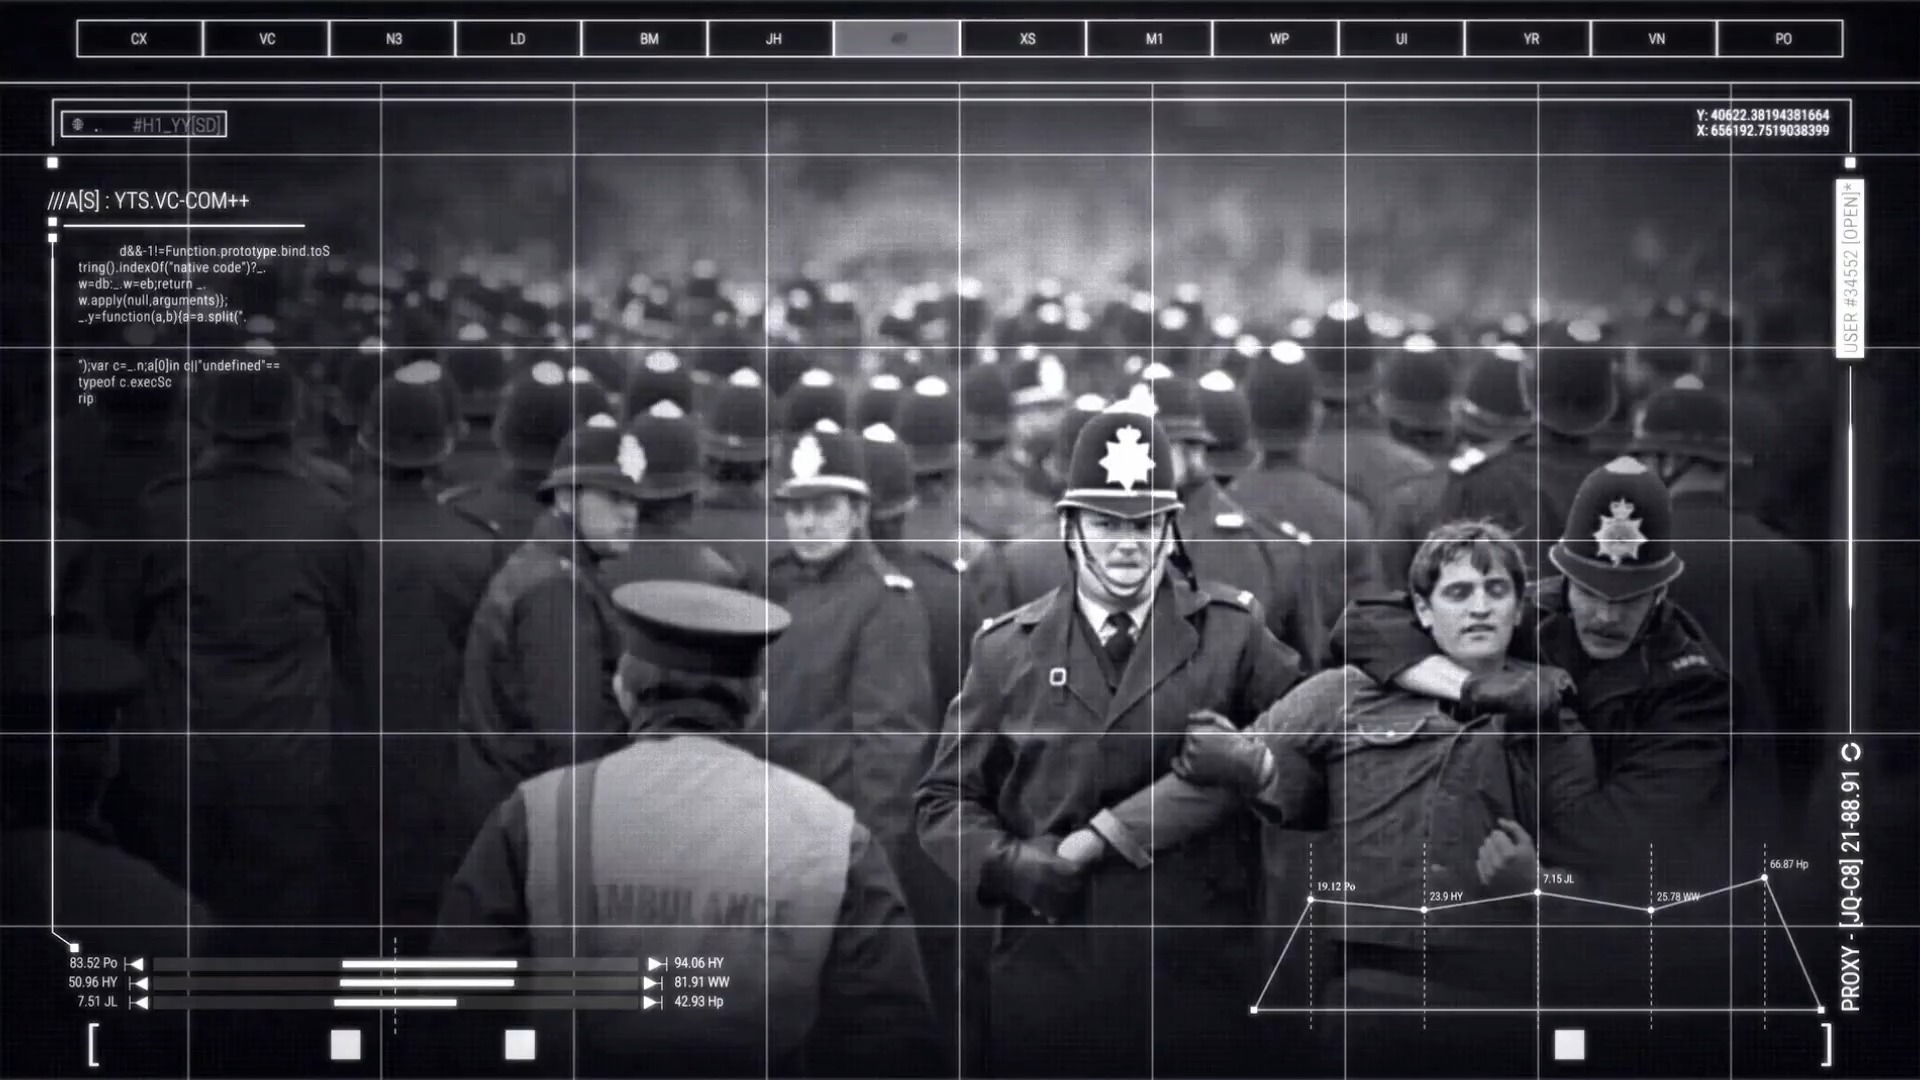 CX VC N3 LD BM JH XS M1 WP UI YR VN PO
#H1_YY[SD]
Y: 40622.38194381664
X: 656192.7519038399
///A[S] : YTS.VC-COM++
d&&-1!=Function.prototype.bind.toS
tring().indexOf("native code")?_.
w=db:_.w=eb;return _.
w.apply(null,arguments)};
_.y=function(a,b){a=a.split(".
");var c=_.n;a[0]in c||"undefined"==
typeof c.execSc
rip
USER #34552 [OPEN]*
PROXY - [JQ-C8] 21-88.91
AMBULANCE
19.12 Po
23.9 HY
7.15 JL
25.78 WW
66.87 Hp
83.52 Po 94.06 HY
50.96 HY 81.91 WW
7.51 JL 42.93 Hp
[ ]